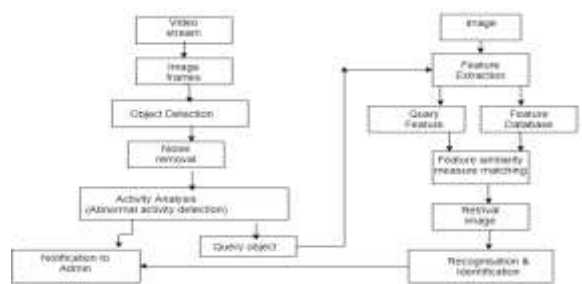 Video
stream
Image
frames
Object Detection
Noise
removal
Activity Analysis
(Abnormal activity detection)
Query object
Notification to
Admin
Image
Feature
Extraction
Query
Feature
Feature
Database
Feature similarity
measure matching
Retrival
image
Recognisation &
Identification